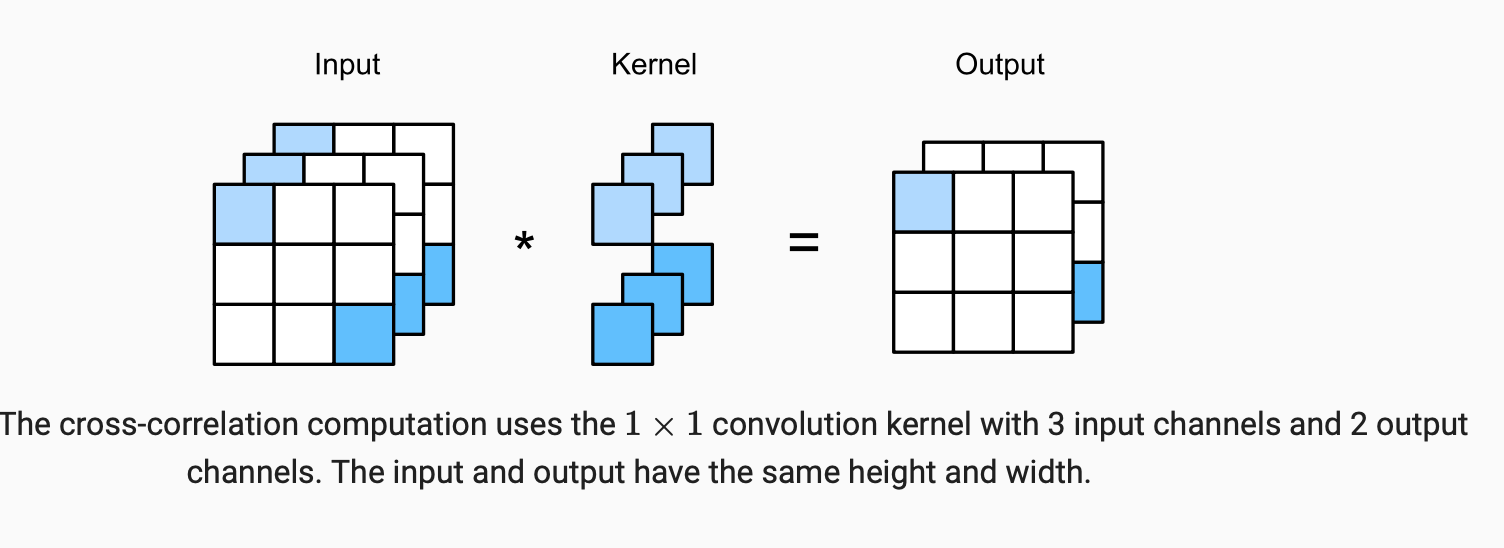 Input Kernel Output
* =
The cross-correlation computation uses the 1 × 1 convolution kernel with 3 input channels and 2 output
channels. The input and output have the same height and width.